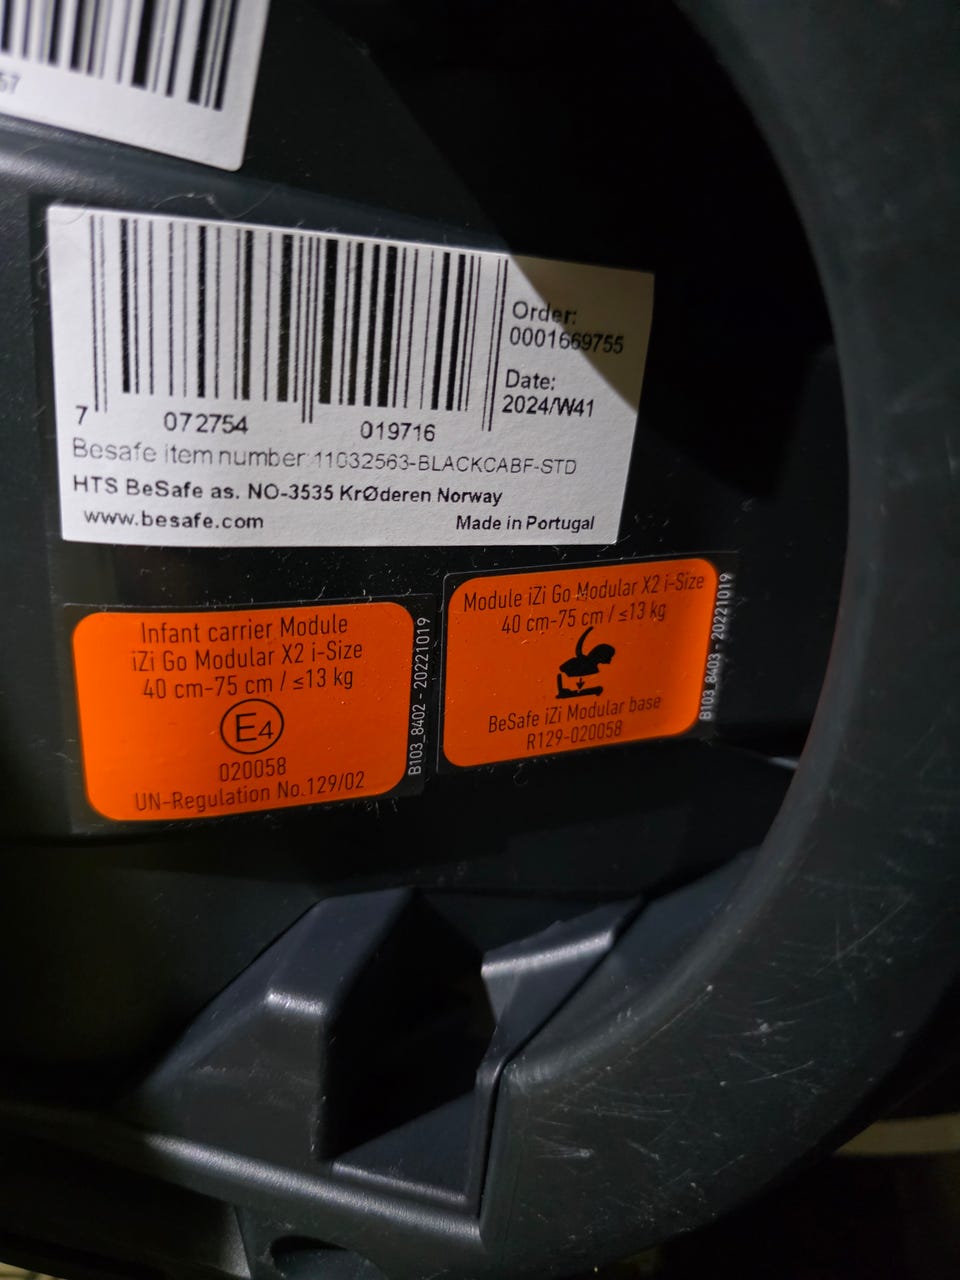 57
Order:
0001669755
Date:
2024/W41
7 072754 019716
Besafe item number 11032563-BLACKCABF-STD
HTS BeSafe as. NO-3535 KrØderen Norway
www.besafe.com Made in Portugal
Infant carrier Module
iZi Go Modular X2 i-Size
40 cm-75 cm / ≤13 kg
E4
020058
UN-Regulation No.129/02
B103_8402 - 20221019
Module iZi Go Modular X2 i-Size
40 cm-75 cm / ≤13 kg
BeSafe iZi Modular base
R129-020058
B103_8403 - 20221019